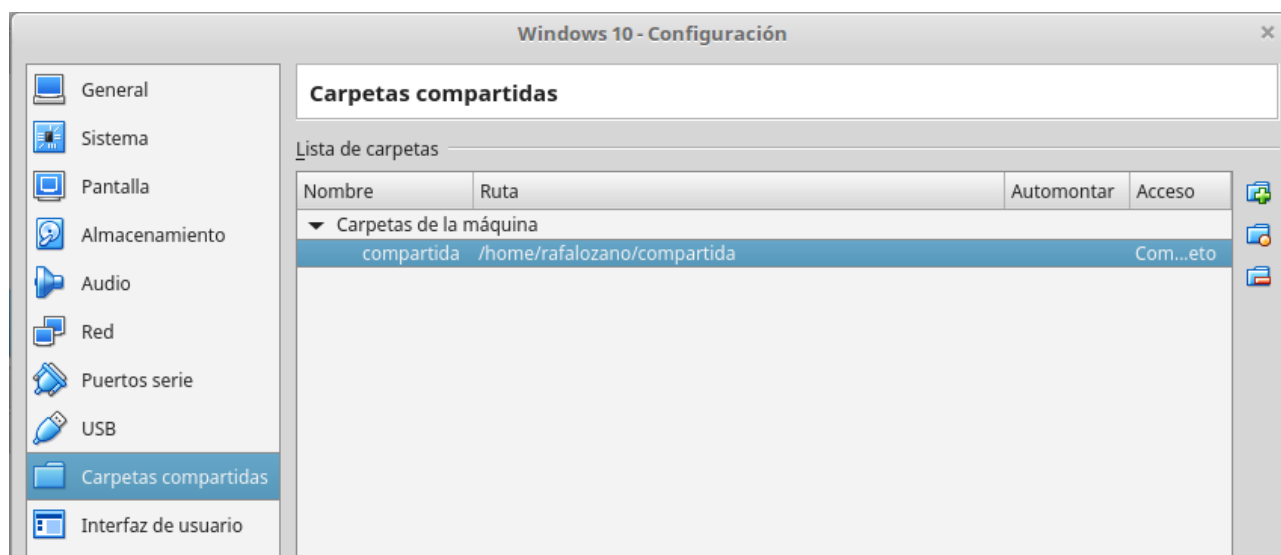 Windows 10 - Configuración
General
Sistema
Pantalla
Almacenamiento
Audio
Red
Puertos serie
USB
Carpetas compartidas
Interfaz de usuario
Carpetas compartidas
Lista de carpetas
Nombre Ruta Automontar Acceso
Carpetas de la máquina
compartida /home/rafalozano/compartida Com...eto